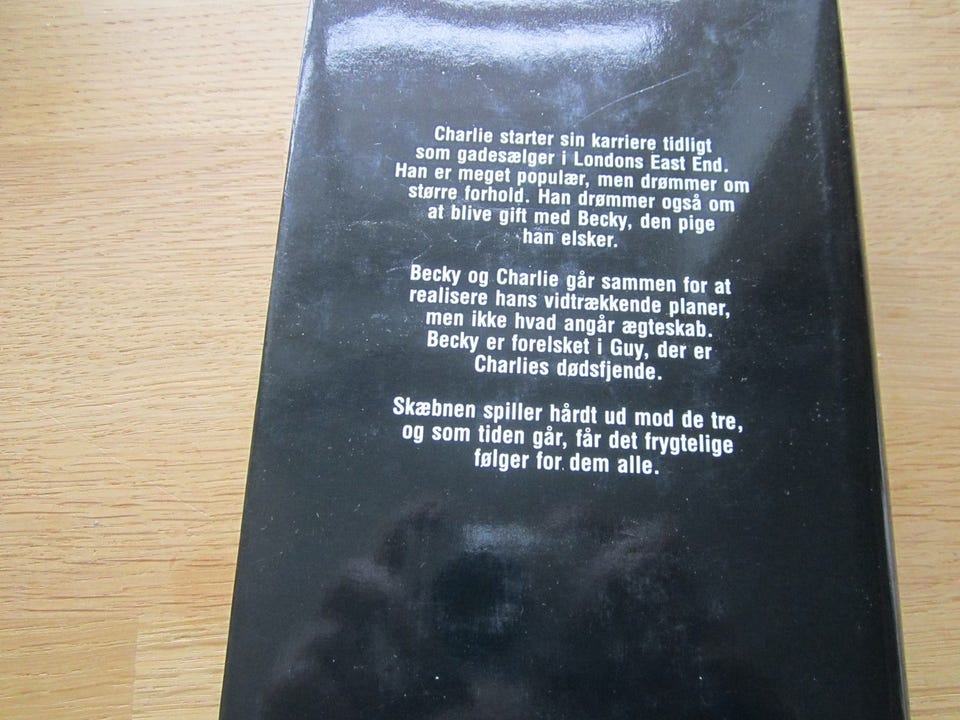 Charlie starter sin karriere tidligt
som gadesælger i Londons East End.
Han er meget populær, men drømmer om
større forhold. Han drømmer også om
at blive gift med Becky, den pige
han elsker.
Becky og Charlie går sammen for at
realisere hans vidtrækkende planer,
men ikke hvad angår ægteskab.
Becky er forelsket i Guy, der er
Charlies dødsfjende.
Skæbnen spiller hårdt ud mod de tre,
og som tiden går, får det frygtelige
følger for dem alle.